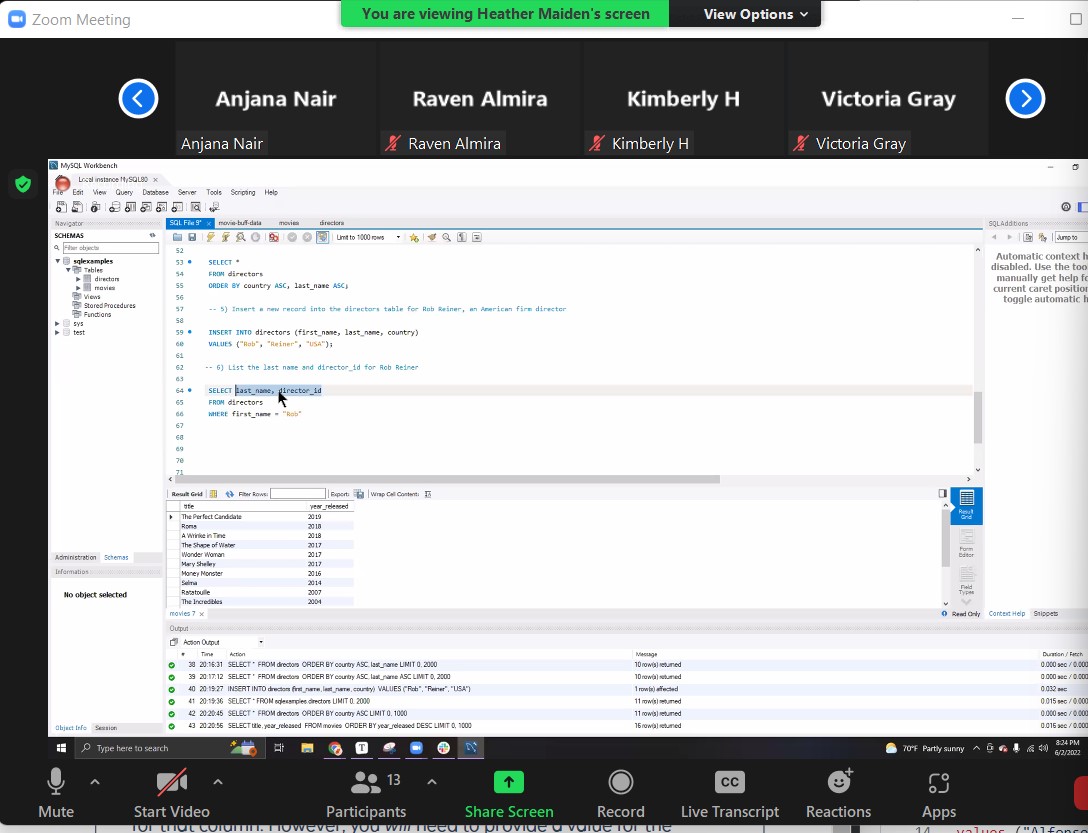 Zoom Meeting
You are viewing Heather Maiden's screen
View Options
Anjana Nair
Raven Almira
Kimberly H
Victoria Gray
Anjana Nair
Raven Almira
Kimberly H
Victoria Gray
MySQL Workbench
Local instance MySQL80 ×
File Edit View Query Database Server Tools Scripting Help
Navigator
SCHEMAS
Filter objects
sqlexamples
Tables
directors
movies
Views
Stored Procedures
Functions
sys
test
Administration Schemas
Information
No object selected
Object Info Session
SQL File 9* × movie-buff-data movies directors
Limit to 1000 rows
52
53 SELECT *
54 FROM directors
55 ORDER BY country ASC, last_name ASC;
56
57 -- 5) Insert a new record into the directors table for Rob Reiner, an American firm director
58
59 INSERT INTO directors (first_name, last_name, country)
60 VALUES ("Rob", "Reiner", "USA");
61
62 -- 6) List the last name and director_id for Rob Reiner
63
64 SELECT last_name, director_id
65 FROM directors
66 WHERE first_name = "Rob"
67
68
69
70
71
SQLAdditions
Jump to
Automatic context h
disabled. Use the too
manually get help fo
current caret position
toggle automatic h
Result Grid Filter Rows: Export: Wrap Cell Content:
title year_released
The Perfect Candidate 2019
Roma 2018
A Wrinke in Time 2018
The Shape of Water 2017
Wonder Woman 2017
Mary Shelley 2017
Money Monster 2016
Selma 2014
Ratatouille 2007
The Incredibles 2004
Result
Grid
Form
Editor
Field
Types
movies 7 ×
Read Only
Context Help Snippets
Output
Action Output
# Time Action Message Duration / Fetch
38 20:16:31 SELECT * FROM directors ORDER BY country ASC, last_name LIMIT 0, 2000 10 row(s) returned 0.000 sec / 0.000
39 20:17:12 SELECT * FROM directors ORDER BY country ASC, last_name ASC LIMIT 0, 2000 10 row(s) returned 0.000 sec / 0.000
40 20:19:27 INSERT INTO directors (first_name, last_name, country) VALUES ("Rob", "Reiner", "USA") 1 row(s) affected 0.032 sec
41 20:19:36 SELECT * FROM sqlexamples.directors LIMIT 0, 2000 11 row(s) returned 0.015 sec / 0.000
42 20:20:45 SELECT * FROM directors ORDER BY country ASC LIMIT 0, 1000 11 row(s) returned 0.000 sec / 0.000
43 20:20:56 SELECT title, year_released FROM movies ORDER BY year_released DESC LIMIT 0, 1000 16 row(s) returned 0.016 sec / 0.000
Type here to search
70°F Partly sunny
8:24 PM
6/2/2022
13
CC
Mute
Start Video
Participants
Share Screen
Record
Live Transcript
Reactions
Apps
for that column. However, you will need to provide a value for the
14 values ("Alfonso